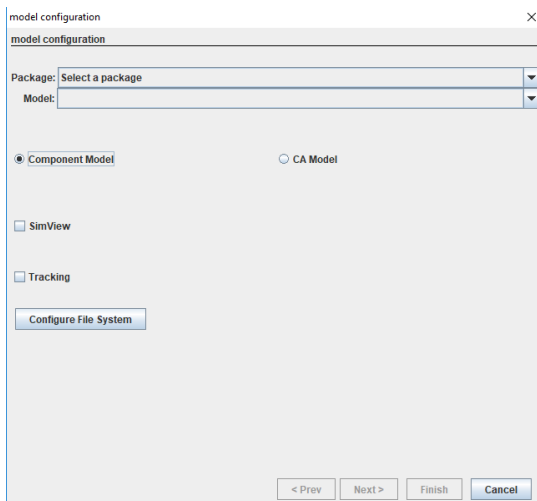 model configuration
model configuration
Package: Select a package
Model:
Component Model CA Model
SimView
Tracking
Configure File System
< Prev Next > Finish Cancel